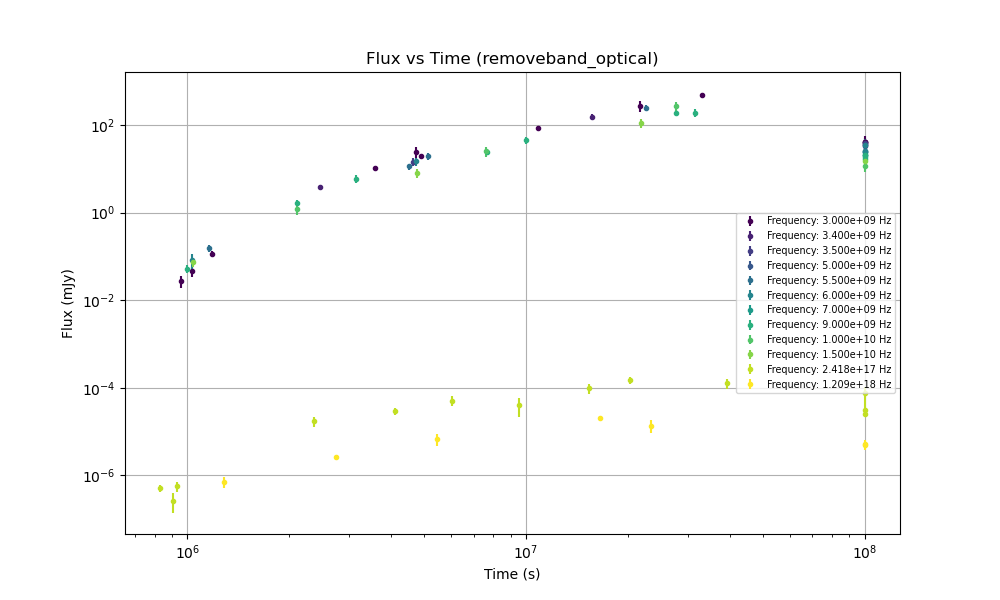 Flux vs Time (removeband_optical)
Flux (mJy)
10²
10⁰
10⁻²
10⁻⁴
10⁻⁶
Frequency: 3.000e+09 Hz
Frequency: 3.400e+09 Hz
Frequency: 3.500e+09 Hz
Frequency: 5.000e+09 Hz
Frequency: 5.500e+09 Hz
Frequency: 6.000e+09 Hz
Frequency: 7.000e+09 Hz
Frequency: 9.000e+09 Hz
Frequency: 1.000e+10 Hz
Frequency: 1.500e+10 Hz
Frequency: 2.418e+17 Hz
Frequency: 1.209e+18 Hz
10⁶ 10⁷ 10⁸
Time (s)